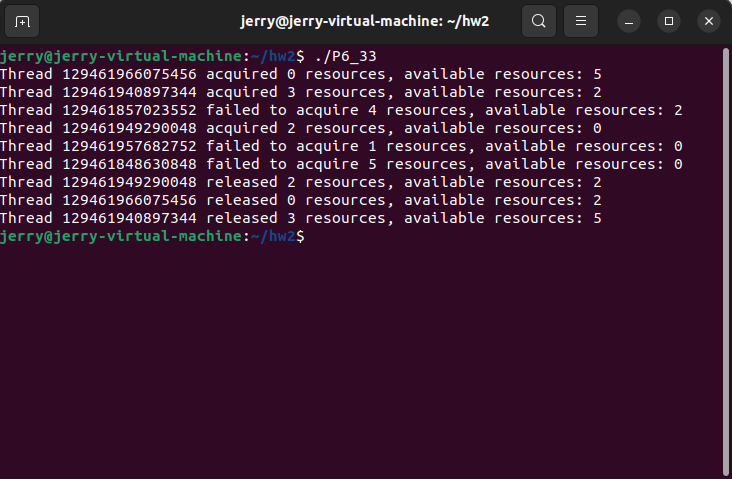 jerry@jerry-virtual-machine: ~/hw2
jerry@jerry-virtual-machine:~/hw2$ ./P6_33
Thread 129461966075456 acquired 0 resources, available resources: 5
Thread 129461940897344 acquired 3 resources, available resources: 2
Thread 129461857023552 failed to acquire 4 resources, available resources: 2
Thread 129461949290048 acquired 2 resources, available resources: 0
Thread 129461957682752 failed to acquire 1 resources, available resources: 0
Thread 129461848630848 failed to acquire 5 resources, available resources: 0
Thread 129461949290048 released 2 resources, available resources: 2
Thread 129461966075456 released 0 resources, available resources: 2
Thread 129461940897344 released 3 resources, available resources: 5
jerry@jerry-virtual-machine:~/hw2$